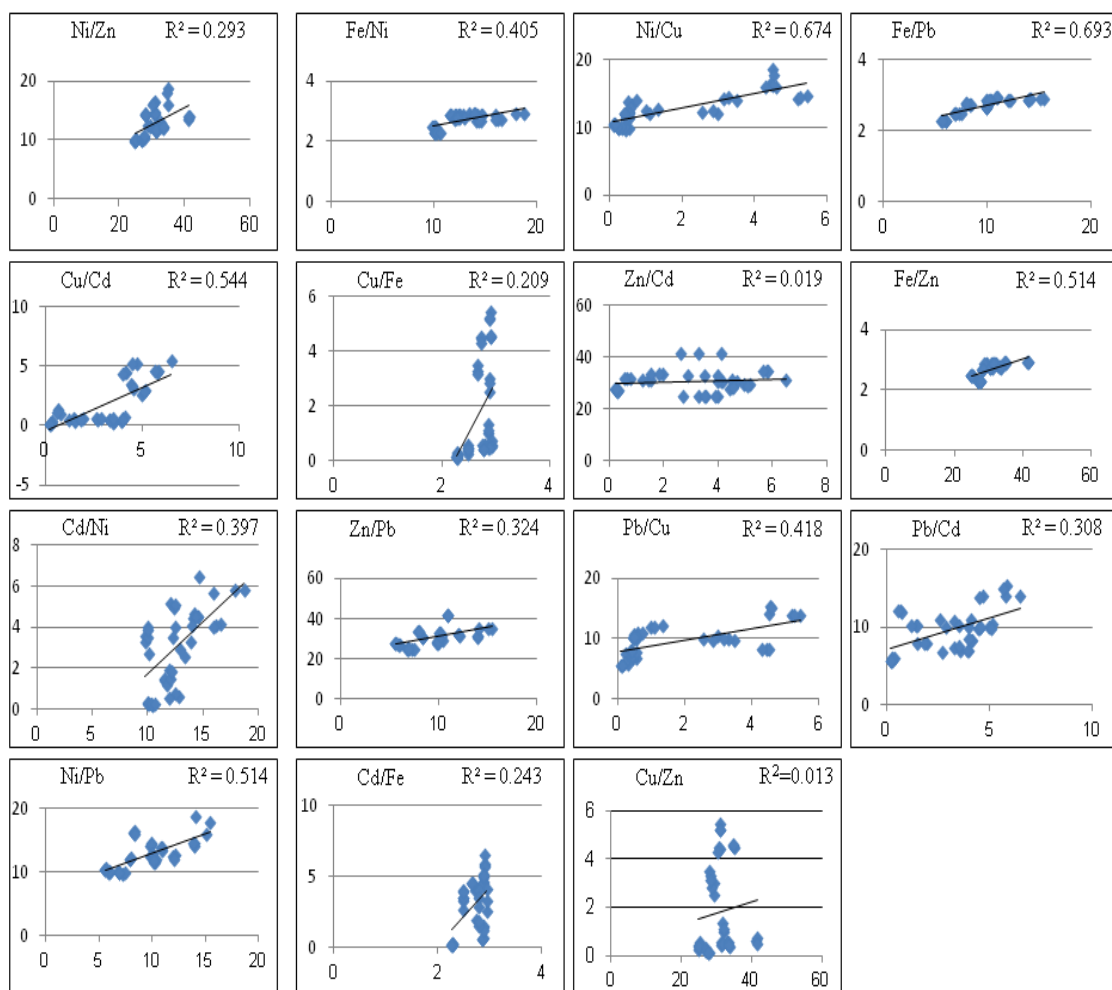 Ni/Zn R² = 0.293
20
10
0
0 20 40 60
Fe/Ni R² = 0.405
4
2
0
0 10 20
Ni/Cu R² = 0.674
20
10
0
0 2 4 6
Fe/Pb R² = 0.693
4
2
0
0 10 20
Cu/Cd R² = 0.544
10
5
0
-5
0 5 10
Cu/Fe R² = 0.209
6
4
2
0
2 4
Zn/Cd R² = 0.019
60
40
20
0
0 2 4 6 8
Fe/Zn R² = 0.514
4
2
0
0 20 40 60
Cd/Ni R² = 0.397
8
6
4
2
0
0 5 10 15 20
Zn/Pb R² = 0.324
60
40
20
0
0 10 20
Pb/Cu R² = 0.418
20
10
0
0 2 4 6
Pb/Cd R² = 0.308
20
10
0
0 5 10
Ni/Pb R² = 0.514
20
10
0
0 5 10 15 20
Cd/Fe R² = 0.243
10
5
0
2 4
Cu/Zn R²=0.013
6
4
2
0
0 20 40 60